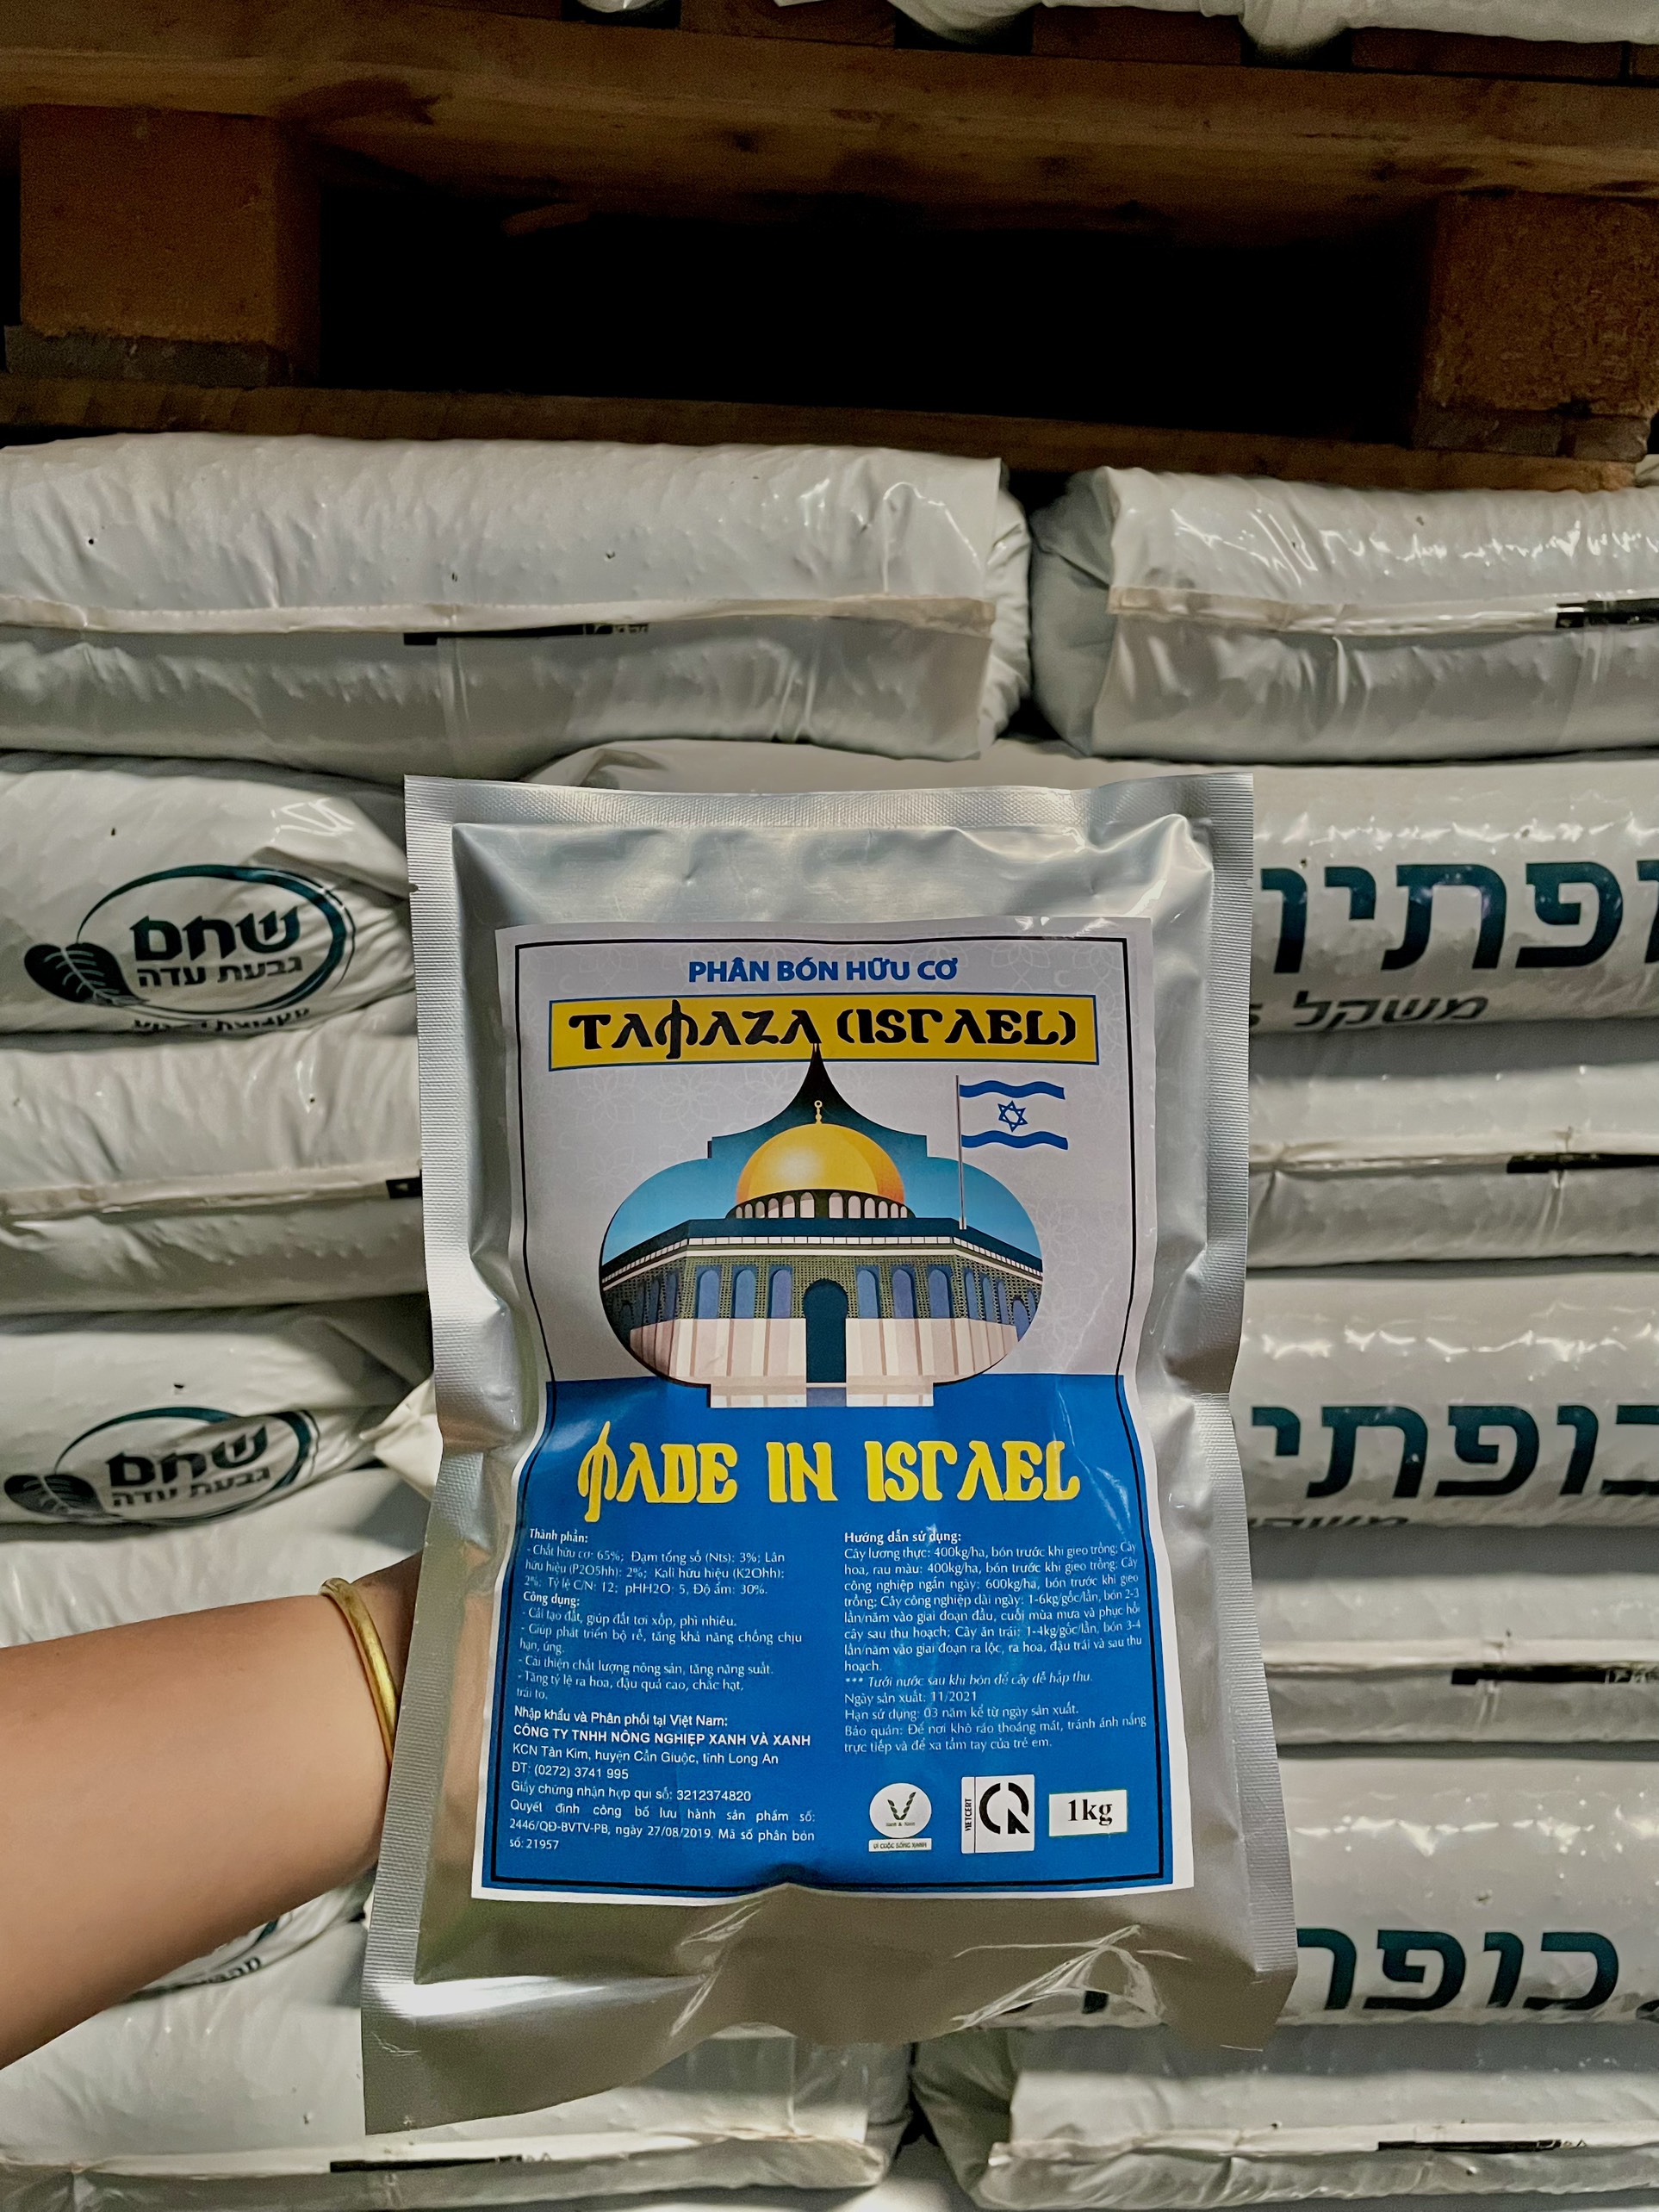 שחם
גבעת עדה
משקל
שחם
גבעת עדה
PHÂN BÓN HỮU CƠ
TAMAZA (ISRAEL)
MADE IN ISRAEL
Thành phần:
- Chất hữu cơ: 65%; Đạm tổng số (Nts): 3%; Lân
hữu hiệu (P2O5hh): 2%; Kali hữu hiệu (K2Ohh):
2%; Tỷ lệ C/N: 12; pHH2O: 5, Độ ẩm: 30%.
Công dụng:
- Cải tạo đất, giúp đất tơi xốp, phì nhiêu.
- Giúp phát triển bộ rễ, tăng khả năng chống chịu
hạn, úng.
- Cải thiện chất lượng nông sản, tăng năng suất.
- Tăng tỷ lệ ra hoa, đậu quả cao, chắc hạt,
trái to.
Nhập khẩu và Phân phối tại Việt Nam:
CÔNG TY TNHH NÔNG NGHIỆP XANH VÀ XANH
KCN Tân Kim, huyện Cần Giuộc, tỉnh Long An
ĐT: (0272) 3741 995
Giấy chứng nhận hợp qui số: 3212374820
Quyết định công bố lưu hành sản phẩm số:
2446/QĐ-BVTV-PB, ngày 27/08/2019. Mã số phân bón
số: 21957
Hướng dẫn sử dụng:
Cây lương thực: 400kg/ha, bón trước khi gieo trồng; Cây
hoa, rau màu: 400kg/ha, bón trước khi gieo trồng; Cây
công nghiệp ngắn ngày: 600kg/ha, bón trước khi gieo
trồng; Cây công nghiệp dài ngày: 1-6kg/gốc/lần, bón 2-3
lần/năm vào giai đoạn đầu, cuối mùa mưa và phục hồi
cây sau thu hoạch; Cây ăn trái: 1-4kg/gốc/lần, bón 3-4
lần/năm vào giai đoạn ra lộc, ra hoa, đậu trái và sau thu
hoạch.
*** Tưới nước sau khi bón để cây dễ hấp thu.
Ngày sản xuất: 11/2021
Hạn sử dụng: 03 năm kể từ ngày sản xuất.
Bảo quản: Để nơi khô ráo thoáng mát, tránh ánh nắng
trực tiếp và để xa tầm tay của trẻ em.
VÌ CUỘC SỐNG XANH
VIETCERT
1kg